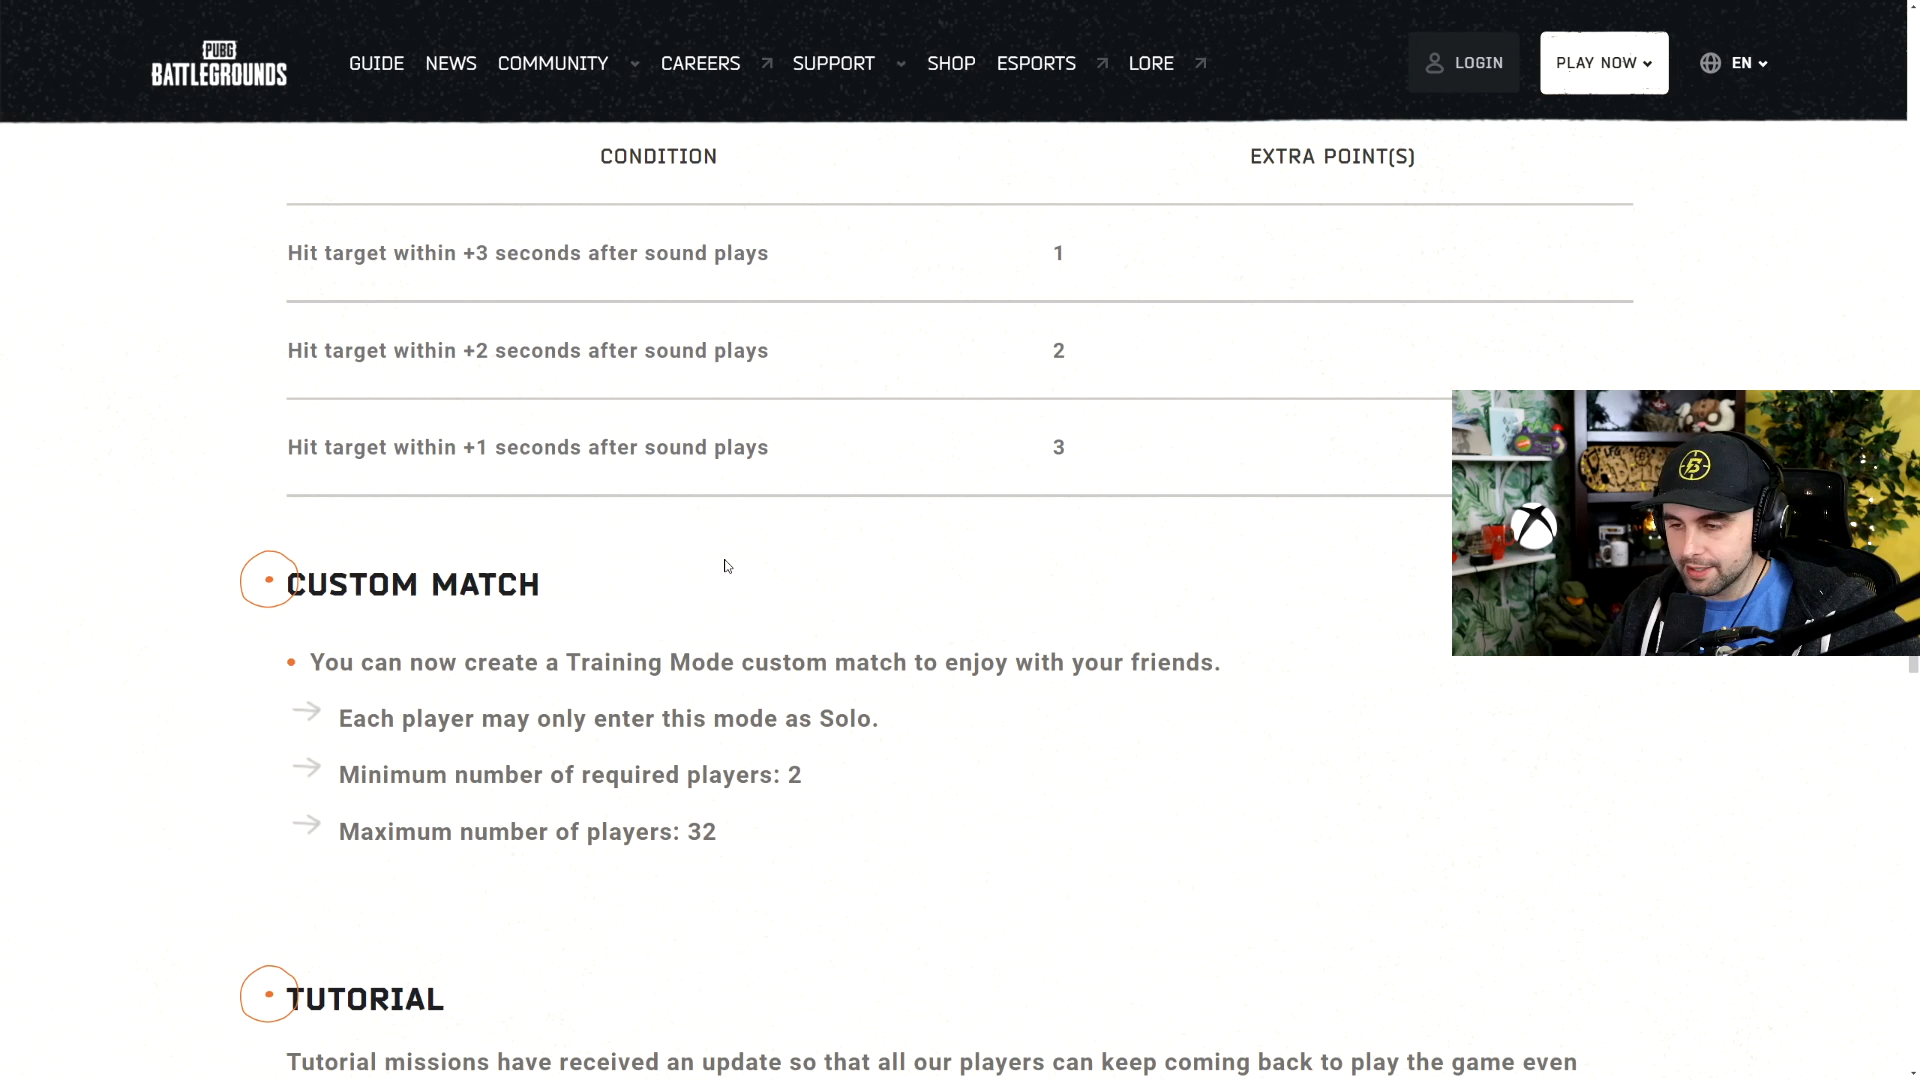 PUBG
BATTLEGROUNDS
GUIDE NEWS COMMUNITY CAREERS SUPPORT SHOP ESPORTS LORE LOGIN PLAY NOW EN
CONDITION EXTRA POINT(S)
Hit target within +3 seconds after sound plays 1
Hit target within +2 seconds after sound plays 2
Hit target within +1 seconds after sound plays 3
CUSTOM MATCH
You can now create a Training Mode custom match to enjoy with your friends.
Each player may only enter this mode as Solo.
Minimum number of required players: 2
Maximum number of players: 32
TUTORIAL
Tutorial missions have received an update so that all our players can keep coming back to play the game even